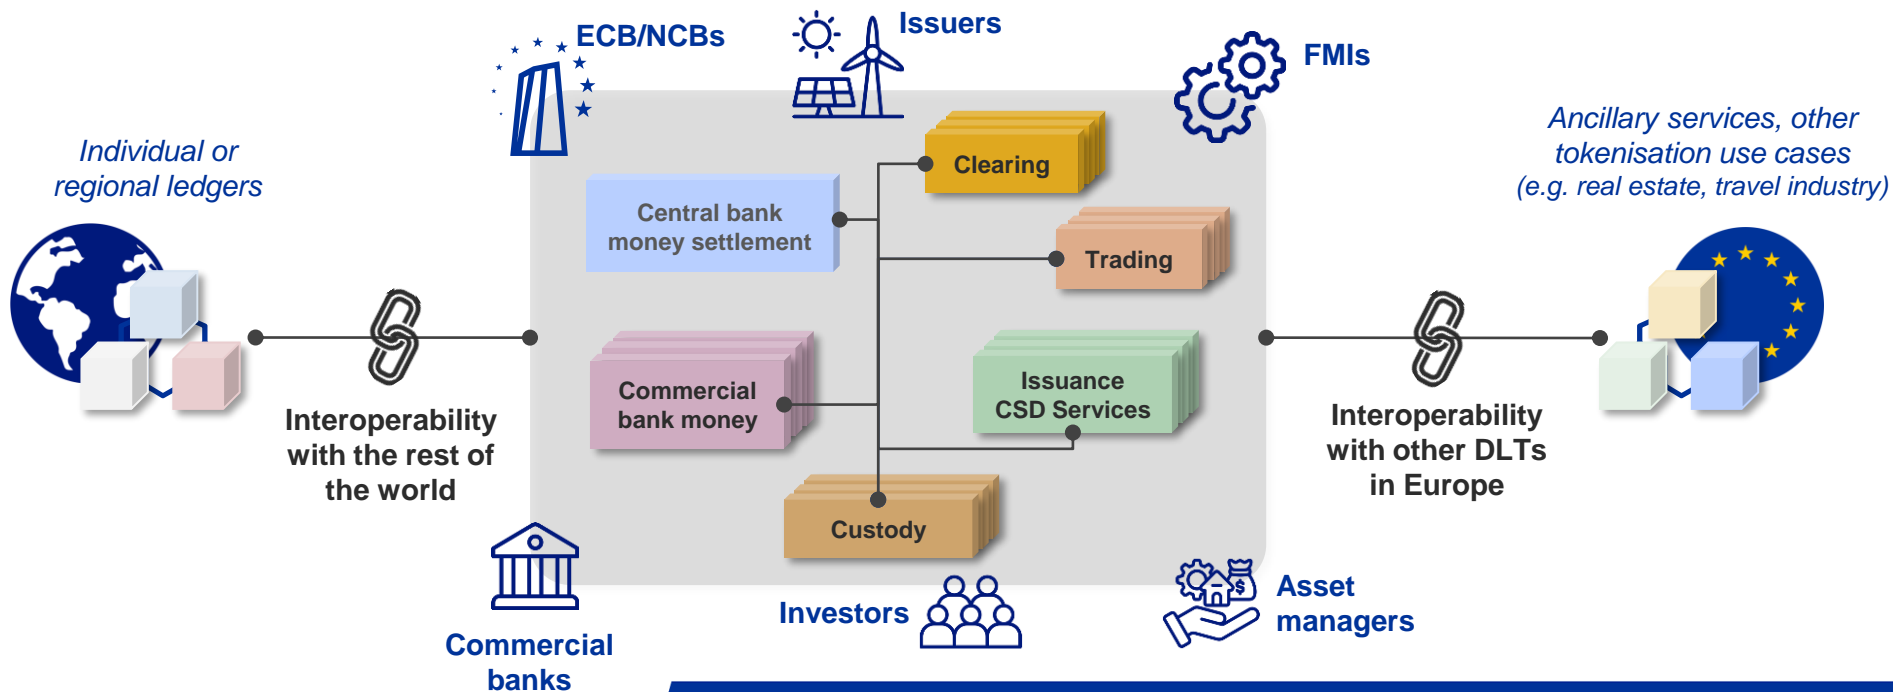 ECB/NCBs
Issuers
FMIs
Individual or
regional ledgers
Ancillary services, other
tokenisation use cases
(e.g. real estate, travel industry)
Clearing
Central bank
money settlement
Trading
Commercial
bank money
Issuance
CSD Services
Custody
Interoperability
with the rest of
the world
Interoperability
with other DLTs
in Europe
Commercial
banks
Investors
$
Asset
managers